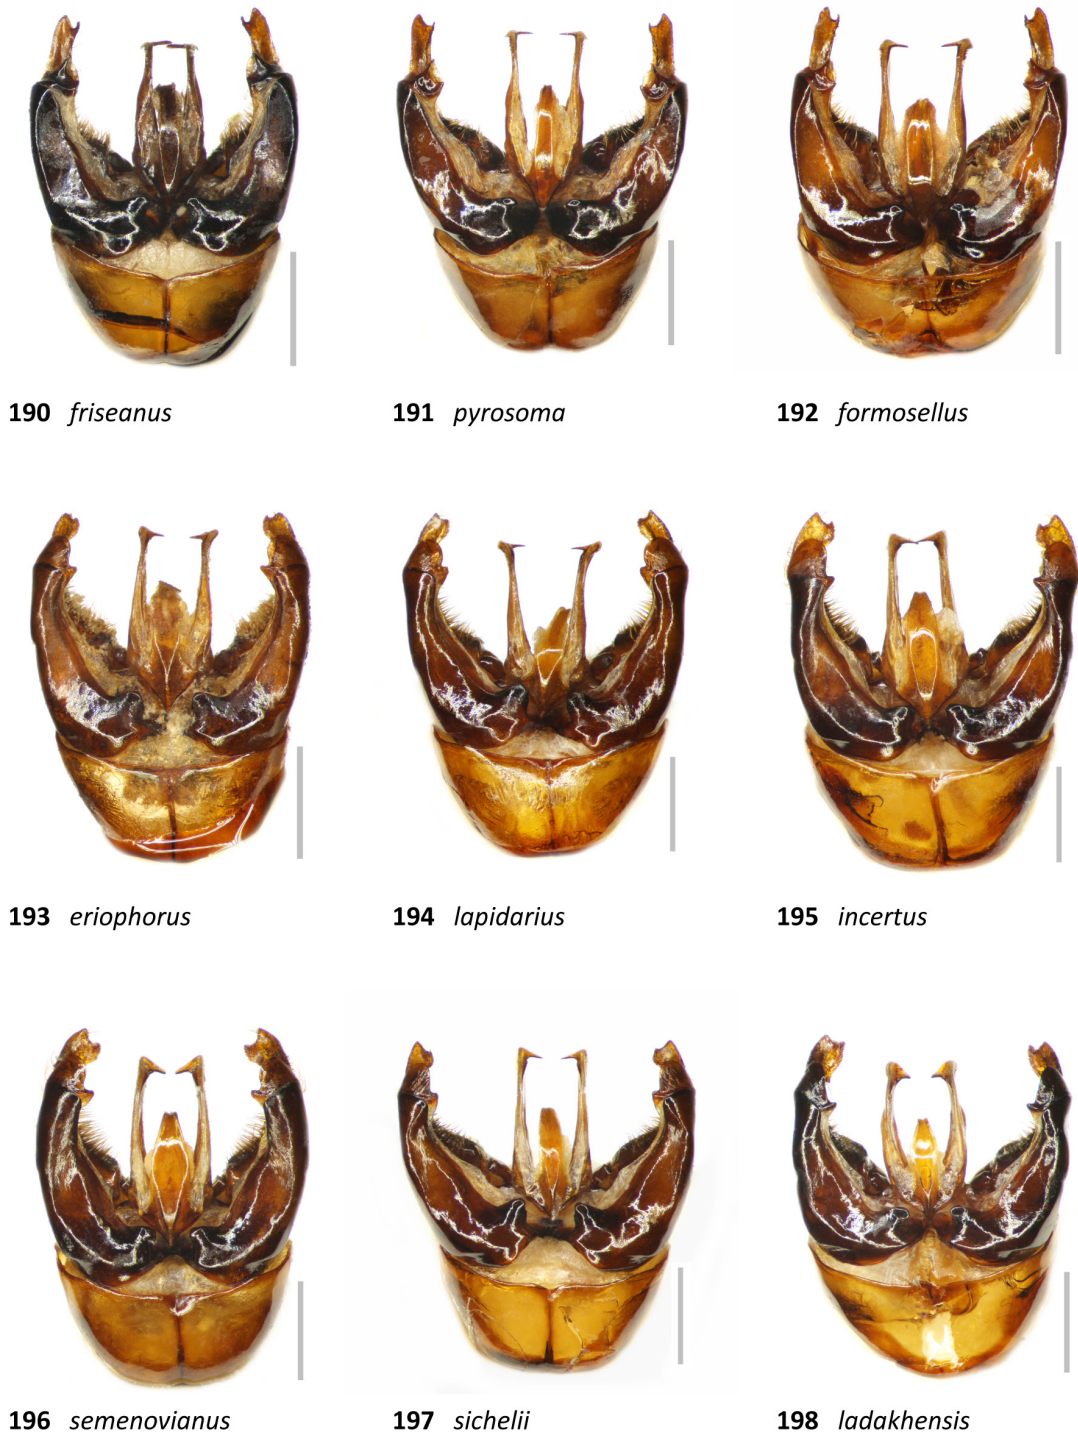 190 friseanus
191 pyrosoma
192 formosellus
193 eriophorus
194 lapidarius
195 incertus
196 semenovianus
197 sichelii
198 ladakhensis